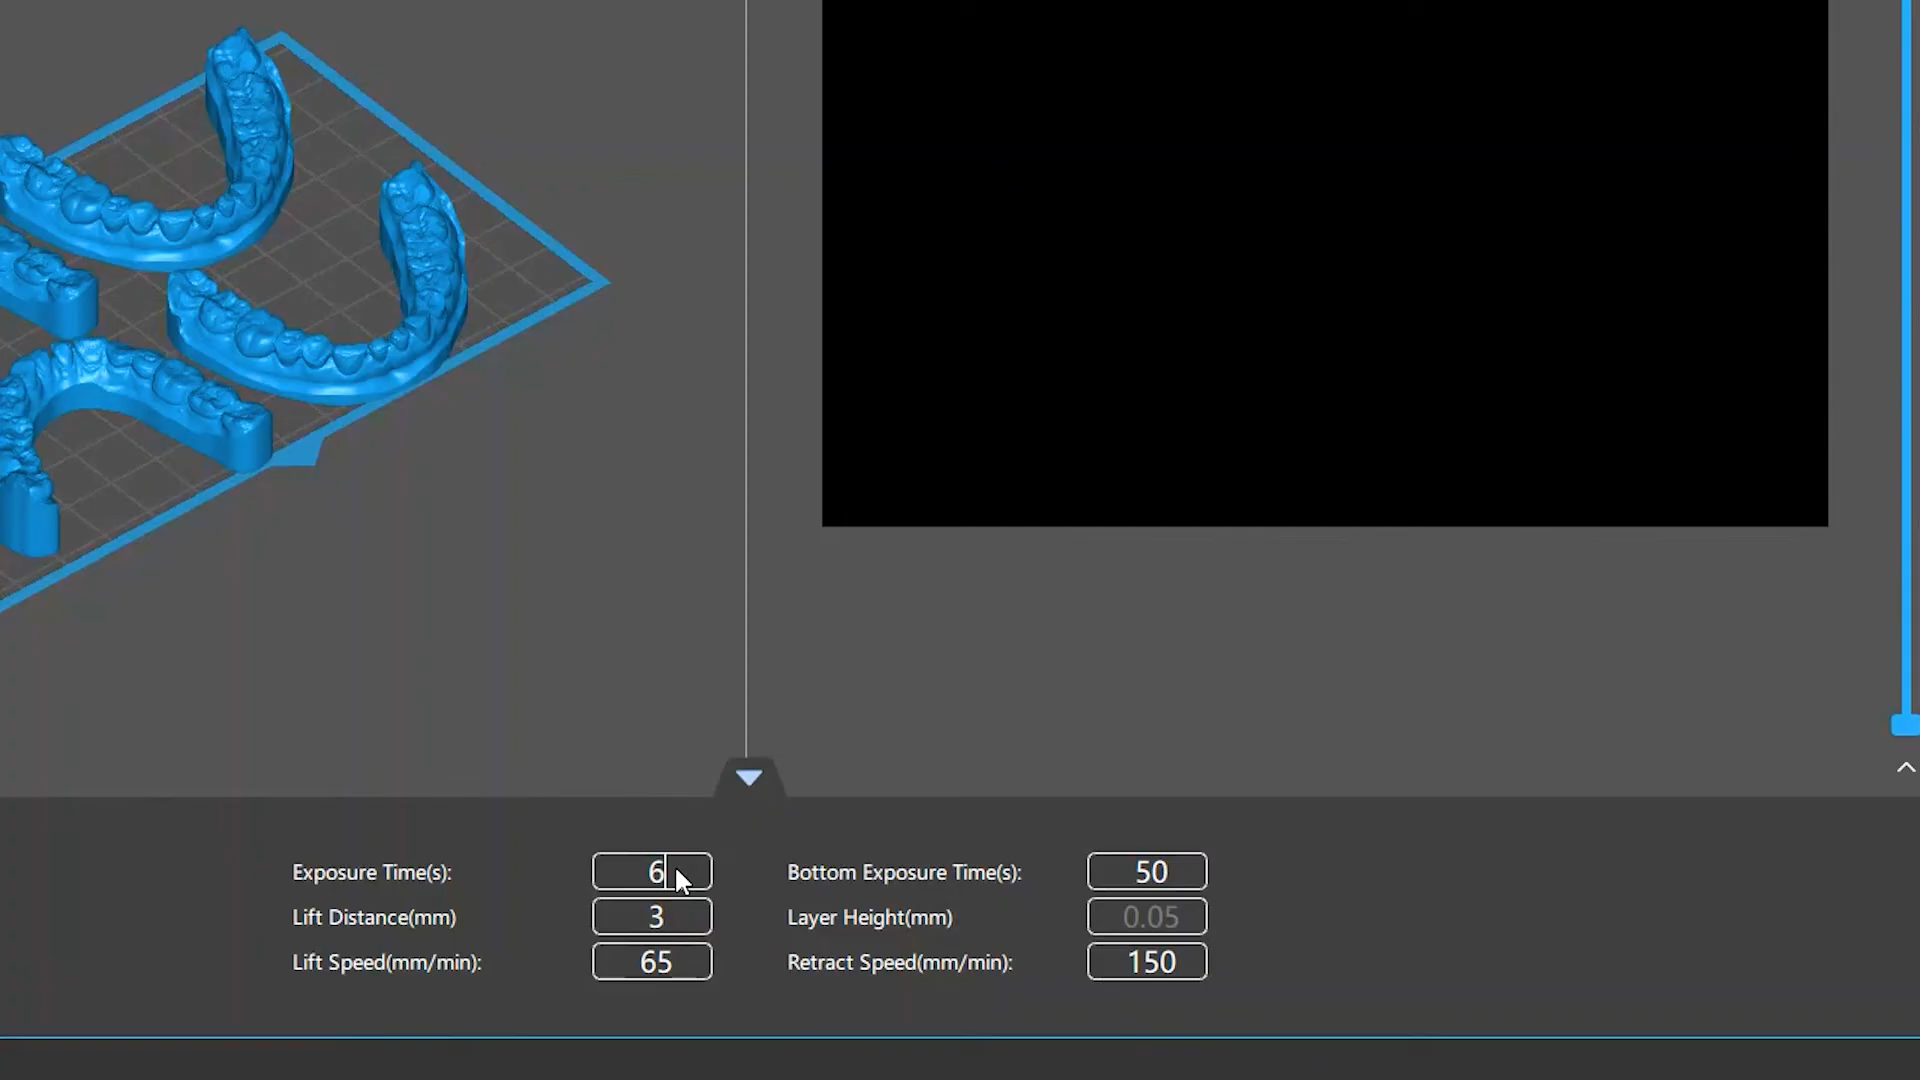 Exposure Time(s): 6 Bottom Exposure Time(s): 50
Lift Distance(mm) 3 Layer Height(mm) 0.05
Lift Speed(mm/min): 65 Retract Speed(mm/min): 150